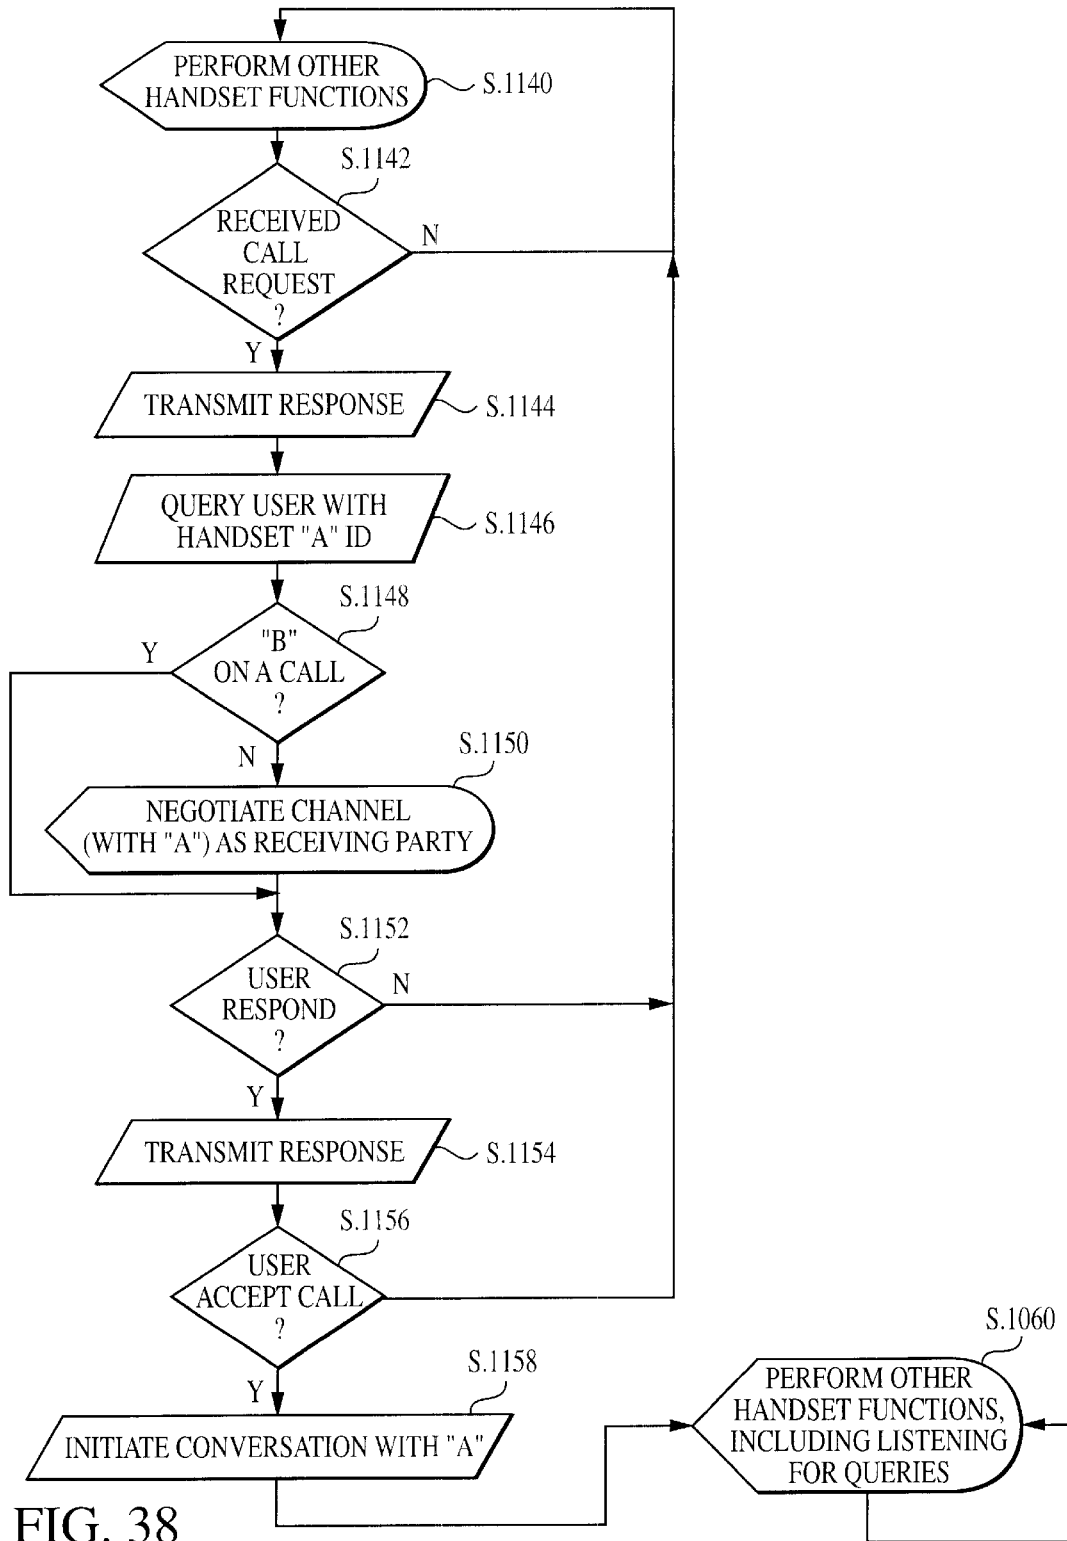 PERFORM OTHER
HANDSET FUNCTIONS
S.1140
S.1142
RECEIVED
CALL
REQUEST
?
N
Y
TRANSMIT RESPONSE
S.1144
QUERY USER WITH
HANDSET "A" ID
S.1146
S.1148
"B"
ON A CALL
?
Y
N
S.1150
NEGOTIATE CHANNEL
(WITH "A") AS RECEIVING PARTY
S.1152
USER
RESPOND
?
N
Y
TRANSMIT RESPONSE
S.1154
S.1156
USER
ACCEPT CALL
?
Y
S.1158
INITIATE CONVERSATION WITH "A"
S.1060
PERFORM OTHER
HANDSET FUNCTIONS,
INCLUDING LISTENING
FOR QUERIES
FIG. 38